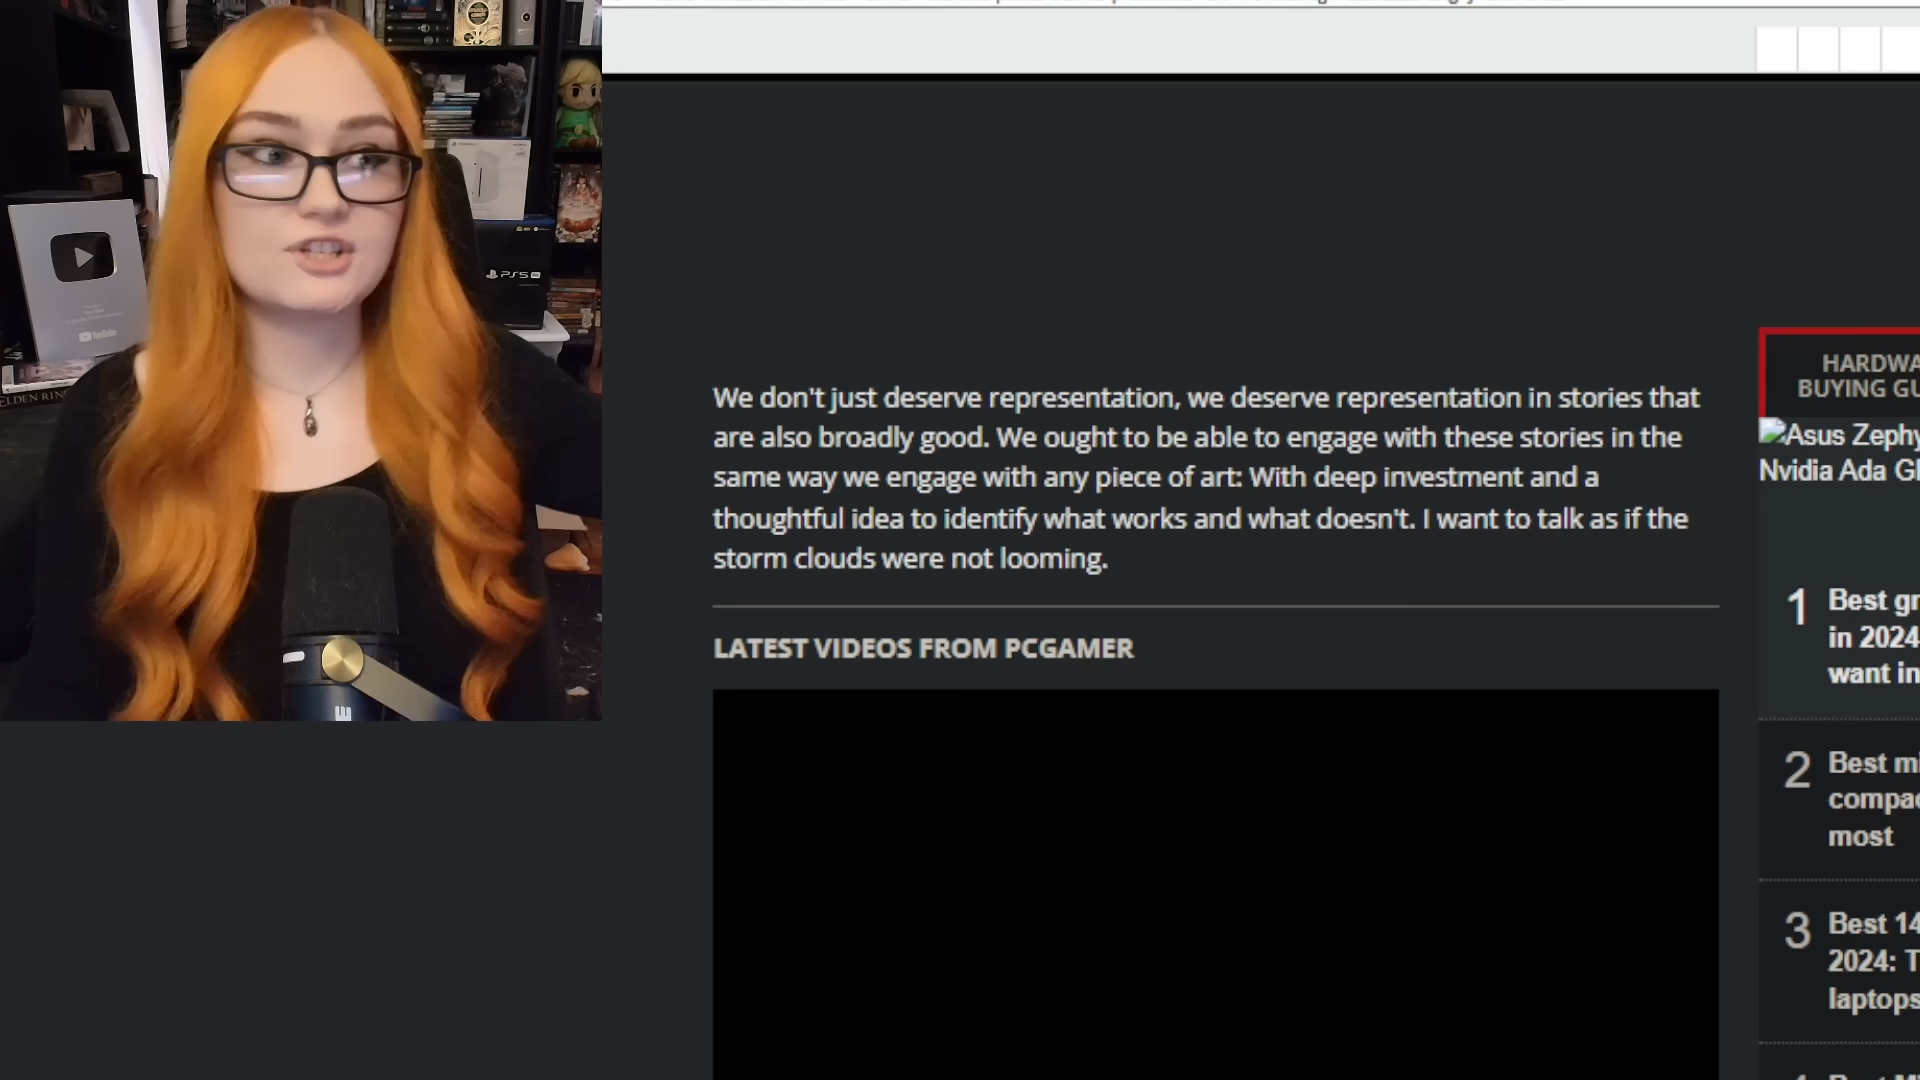 YouTube
ELDEN RIN
PS5
We don't just deserve representation, we deserve representation in stories that
are also broadly good. We ought to be able to engage with these stories in the
same way we engage with any piece of art: With deep investment and a
thoughtful idea to identify what works and what doesn't. I want to talk as if the
storm clouds were not looming.
LATEST VIDEOS FROM PCGAMER
HARDWA
BUYING GU
Asus Zephy
Nvidia Ada G
1
Best gr
in 2024
want in
2
Best mi
compac
most
3
Best 14
2024: T
laptops